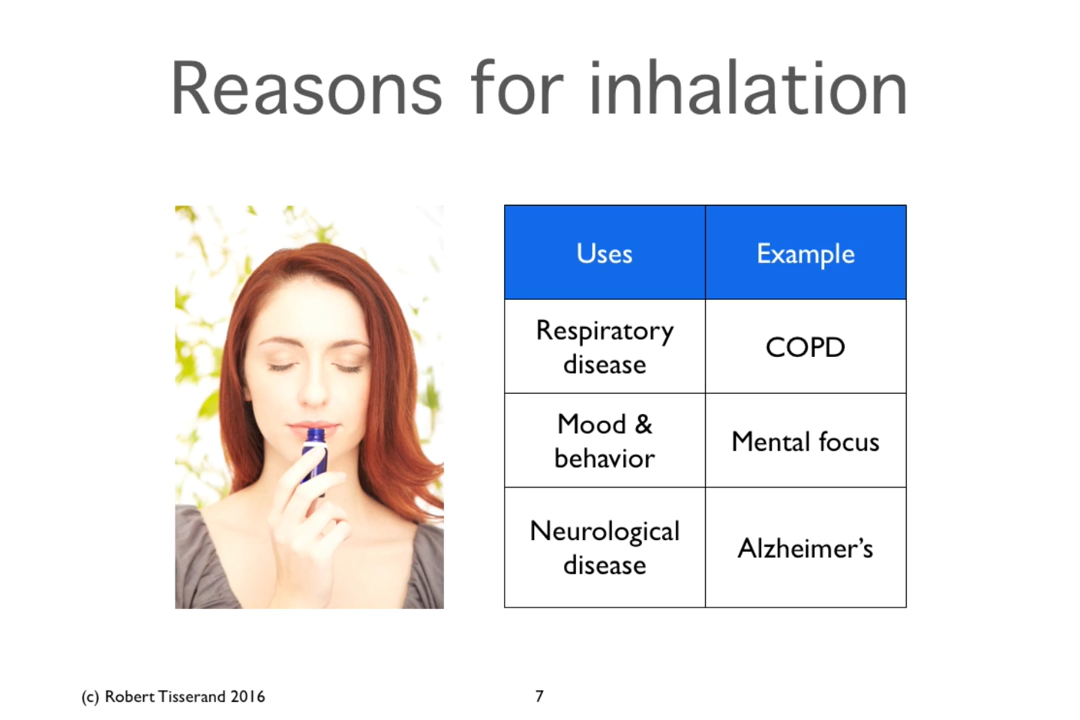 Reasons for inhalation
Uses
Example
Respiratory
disease
COPD
Mood &
behavior
Mental focus
Neurological
disease
Alzheimer’s
(c) Robert Tisserand 2016
7